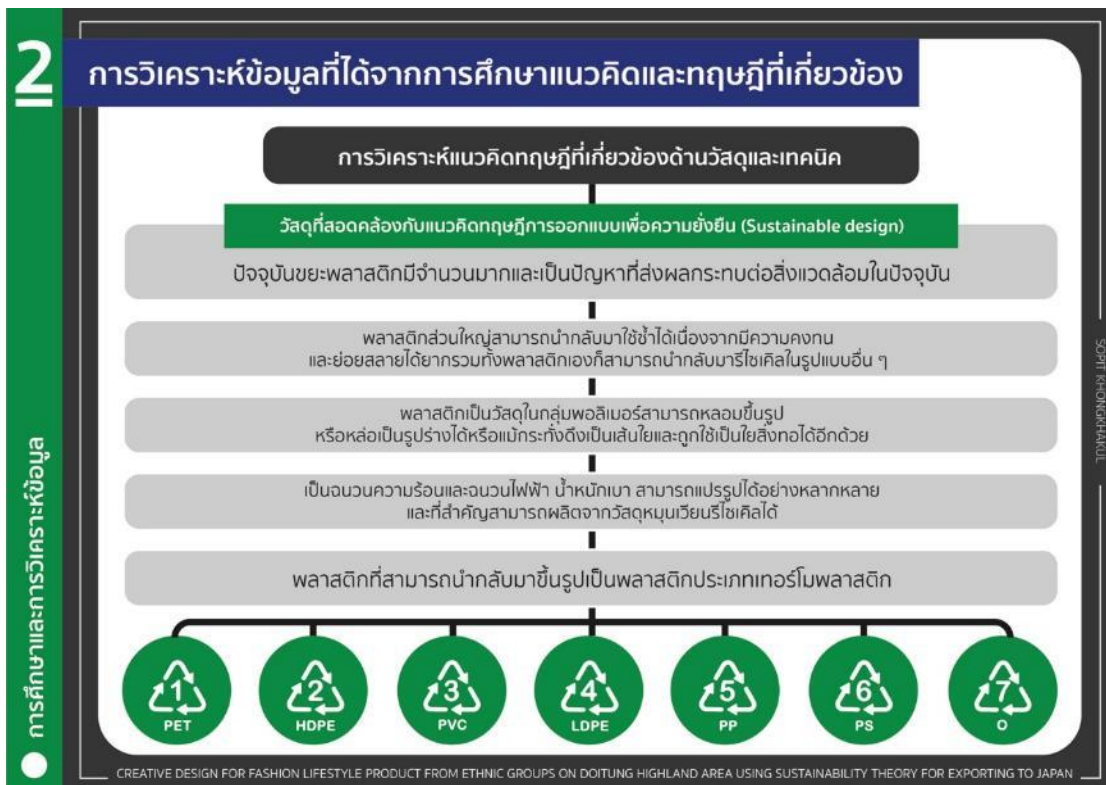 2
การวิเคราะห์ข้อมูลที่ได้จากการศึกษาแนวคิดและทฤษฎีที่เกี่ยวข้อง
การวิเคราะห์แนวคิดทฤษฎีที่เกี่ยวข้องด้านวัสดุและเทคนิค
วัสดุที่สอดคล้องกับแนวคิดทฤษฎีการออกแบบเพื่อความยั่งยืน (Sustainable design)
ปัจจุบันขยะพลาสติกมีจำนวนมากและเป็นปัญหาที่ส่งผลกระทบต่อสิ่งแวดล้อมในปัจจุบัน
พลาสติกส่วนใหญ่สามารถนำกลับมาใช้ซ้ำได้เนื่องจากมีความคงทน
และย่อยสลายได้ยากรวมทั้งพลาสติกเองก็สามารถนำกลับมารีไซเคิลในรูปแบบอื่น ๆ
พลาสติกเป็นวัสดุในกลุ่มพอลิเมอร์สามารถหลอมขึ้นรูป
หรือหล่อเป็นรูปร่างได้หรือแม้กระทั่งดึงเป็นเส้นใยและถูกใช้เป็นใยสิ่งทอได้อีกด้วย
เป็นฉนวนความร้อนและฉนวนไฟฟ้า น้ำหนักเบา สามารถแปรรูปได้อย่างหลากหลาย
และที่สำคัญสามารถผลิตจากวัสดุหมุนเวียนรีไซเคิลได้
พลาสติกที่สามารถนำกลับมาขึ้นรูปเป็นพลาสติกประเภทเทอร์โมพลาสติก
1 2 3 4 5 6 7
PET HDPE PVC LDPE PP PS O
การศึกษาและการวิเคราะห์ข้อมูล
SOPIT KHONGKHAKUL
CREATIVE DESIGN FOR FASHION LIFESTYLE PRODUCT FROM ETHNIC GROUPS ON DOITUNG HIGHLAND AREA USING SUSTAINABILITY THEORY FOR EXPORTING TO JAPAN